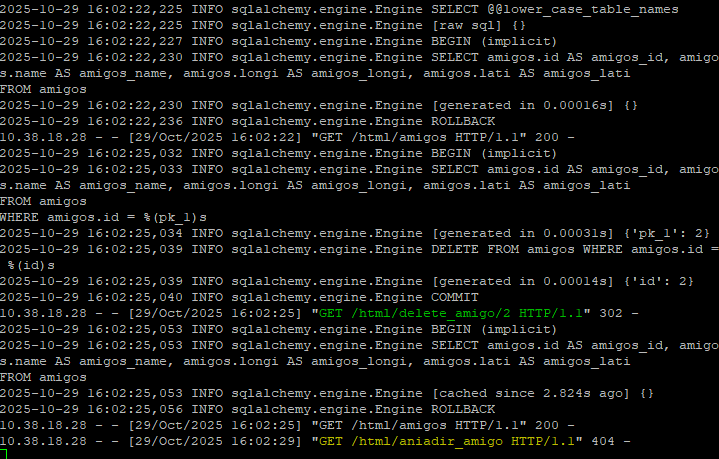 2025-10-29 16:02:22,225 INFO sqlalchemy.engine.Engine SELECT @@lower_case_table_names
2025-10-29 16:02:22,225 INFO sqlalchemy.engine.Engine [raw sql] {}
2025-10-29 16:02:22,227 INFO sqlalchemy.engine.Engine BEGIN (implicit)
2025-10-29 16:02:22,230 INFO sqlalchemy.engine.Engine SELECT amigos.id AS amigos_id, amigo
s.name AS amigos_name, amigos.longi AS amigos_longi, amigos.lati AS amigos_lati
FROM amigos
2025-10-29 16:02:22,230 INFO sqlalchemy.engine.Engine [generated in 0.00016s] {}
2025-10-29 16:02:22,236 INFO sqlalchemy.engine.Engine ROLLBACK
10.38.18.28 - - [29/Oct/2025 16:02:22] "GET /html/amigos HTTP/1.1" 200 -
2025-10-29 16:02:25,032 INFO sqlalchemy.engine.Engine BEGIN (implicit)
2025-10-29 16:02:25,033 INFO sqlalchemy.engine.Engine SELECT amigos.id AS amigos_id, amigo
s.name AS amigos_name, amigos.longi AS amigos_longi, amigos.lati AS amigos_lati
FROM amigos
WHERE amigos.id = %(pk_1)s
2025-10-29 16:02:25,034 INFO sqlalchemy.engine.Engine [generated in 0.00031s] {'pk_1': 2}
2025-10-29 16:02:25,039 INFO sqlalchemy.engine.Engine DELETE FROM amigos WHERE amigos.id =
 %(id)s
2025-10-29 16:02:25,039 INFO sqlalchemy.engine.Engine [generated in 0.00014s] {'id': 2}
2025-10-29 16:02:25,040 INFO sqlalchemy.engine.Engine COMMIT
10.38.18.28 - - [29/Oct/2025 16:02:25] "GET /html/delete_amigo/2 HTTP/1.1" 302 -
2025-10-29 16:02:25,053 INFO sqlalchemy.engine.Engine BEGIN (implicit)
2025-10-29 16:02:25,053 INFO sqlalchemy.engine.Engine SELECT amigos.id AS amigos_id, amigo
s.name AS amigos_name, amigos.longi AS amigos_longi, amigos.lati AS amigos_lati
FROM amigos
2025-10-29 16:02:25,053 INFO sqlalchemy.engine.Engine [cached since 2.824s ago] {}
2025-10-29 16:02:25,056 INFO sqlalchemy.engine.Engine ROLLBACK
10.38.18.28 - - [29/Oct/2025 16:02:25] "GET /html/amigos HTTP/1.1" 200 -
10.38.18.28 - - [29/Oct/2025 16:02:29] "GET /html/aniadir_amigo HTTP/1.1" 404 -